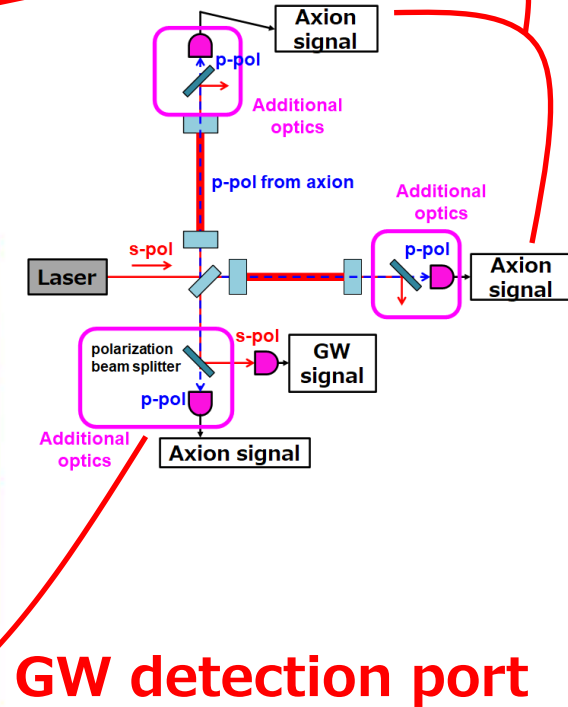 Axion
signal
p-pol
Additional
optics
p-pol from axion
Additional
optics
s-pol
p-pol
Laser
Axion
signal
s-pol
polarization
beam splitter
GW
signal
p-pol
Additional
optics
Axion signal
GW detection port